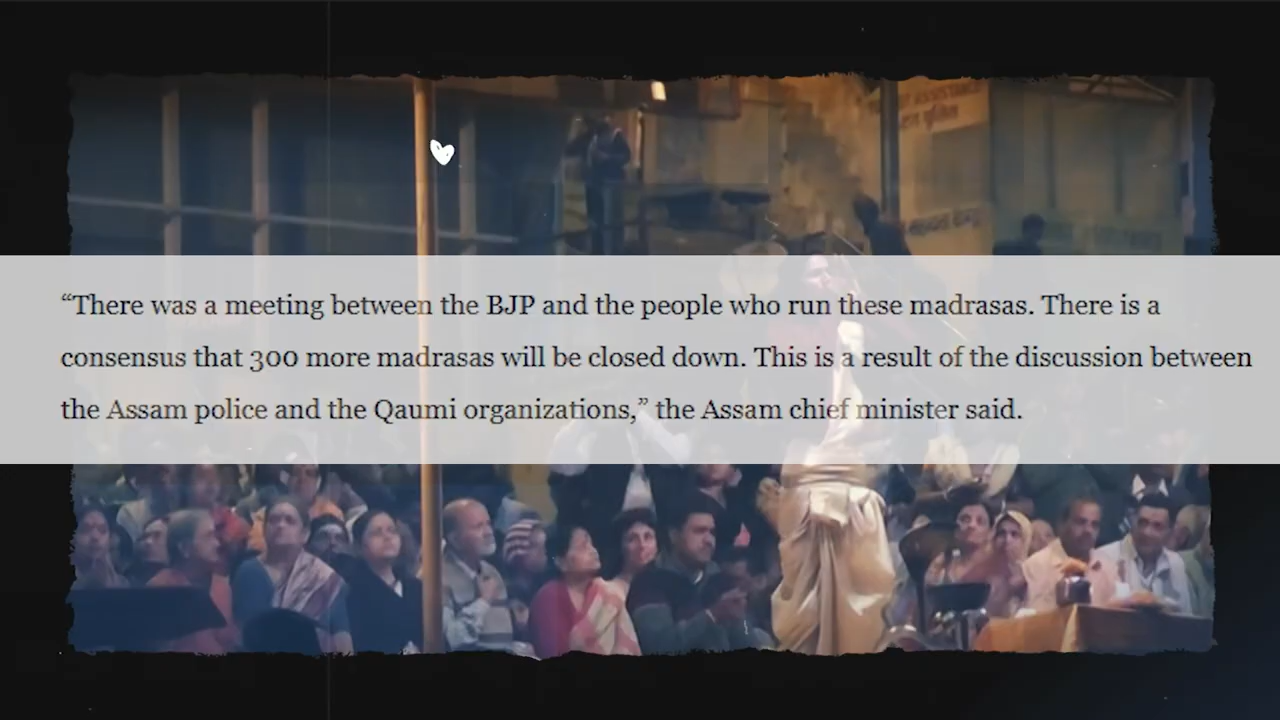 “There was a meeting between the BJP and the people who run these madrasas. There is a
consensus that 300 more madrasas will be closed down. This is a result of the discussion between
the Assam police and the Qaumi organizations,” the Assam chief minister said.